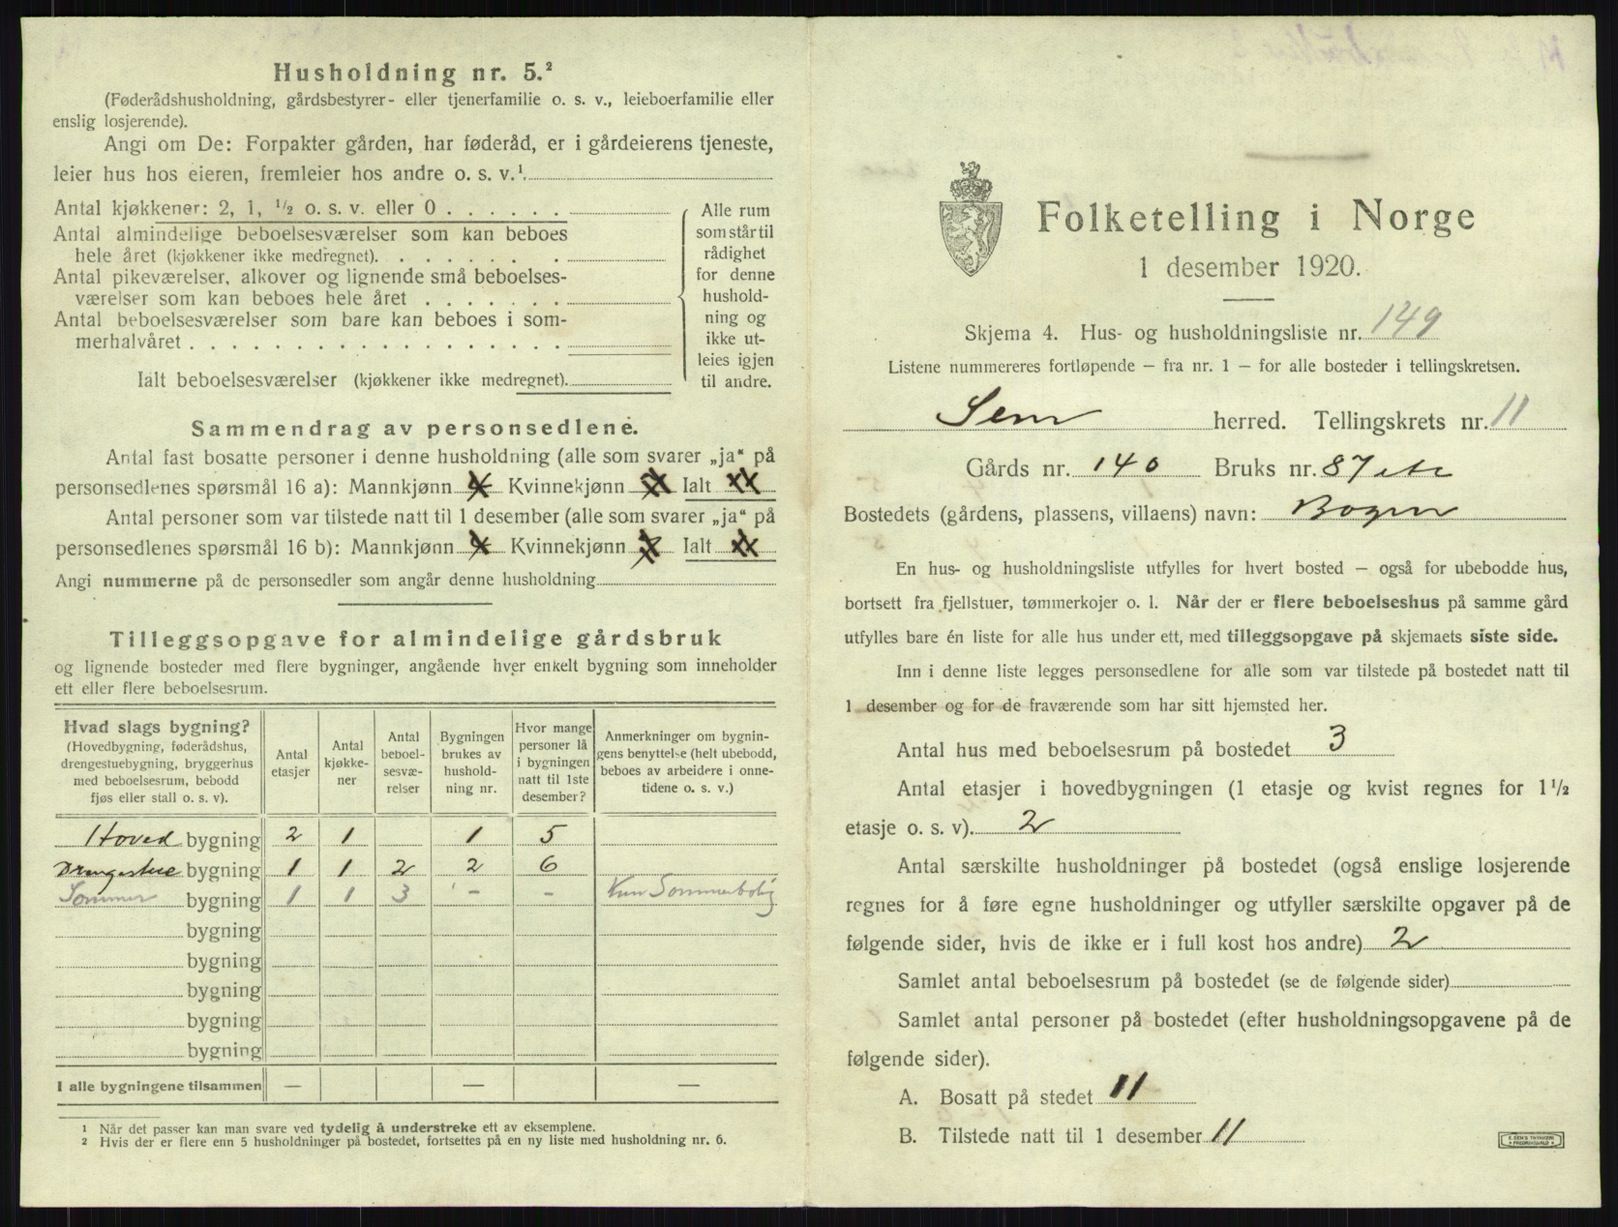 Husholdning nr. 5.²
(Føderådshusholdning, gårdsbestyrer- eller tjenerfamilie o. s. v., leieboerfamilie eller
enslig losjerende).
Angi om De: Forpakter gården, har føderåd, er i gårdeierens tjeneste,
leier hus hos eieren, fremleier hos andre o. s. v.¹.
Antal kjøkkener: 2, 1, ½ o. s. v. eller 0
Antal almindelige beboelsesværelser som kan beboes
hele året (kjøkkener ikke medregnet).
Antal pikeværelser, alkover og lignende små beboelses-
værelser som kan beboes hele året
Antal beboelsesværelser som bare kan beboes i som-
merhalvåret
Ialt beboelsesværelser (kjøkkener ikke medregnet).
Alle rum
som står til
rådighet
for denne
hushold-
ning og
ikke ut-
leies igjen
til andre.
Sammendrag av personsedlene.
Antal fast bosatte personer i denne husholdning (alle som svarer „ja“ på
personsedlenes spørsmål 16 a): Mannkjønn Kvinnekjønn Ialt
Antal personer som var tilstede natt til 1 desember (alle som svarer „ja“ på
personsedlenes spørsmål 16 b): Mannkjønn Kvinnekjønn Ialt
Angi nummerne på de personsedler som angår denne husholdning
Tilleggsopgave for almindelige gårdsbruk
og lignende bosteder med flere bygninger, angående hver enkelt bygning som inneholder
ett eller flere beboelsesrum.
Hvad slags bygning?
(Hovedbygning, føderådshus,
drengestuebygning, bryggerhus
med beboelsesrum, bebodd
fjøs eller stall o. s. v).
Antal
etasjer
Antal
kjøkke-
ner
Antal
beboel-
sesvæ-
relser
Bygningen
brukes av
hushold-
ning nr.
Hvor mange
personer lå
i bygningen
natt til 1ste
desember?
Anmerkninger om bygnin-
gens benyttelse (helt ubebodd,
beboes av arbeidere i onne-
tidene o. s. v.)
Hoved bygning 2 1 1 5
Drengestue bygning 1 1 2 2 6
Sommer bygning 1 1 3 - - Kun Sommerbolig
bygning
bygning
bygning
bygning
bygning
I alle bygningene tilsammen — — —
1 Når det passer kan man svare ved tydelig å understreke ett av eksemplene.
2 Hvis der er flere enn 5 husholdninger på bostedet, fortsettes på en ny liste med husholdning nr. 6.
Folketelling i Norge
1 desember 1920.
Skjema 4. Hus- og husholdningsliste nr. 149
Listene nummereres fortløpende — fra nr. 1 — for alle bosteder i tellingskretsen.
Sem herred. Tellingskrets nr. 11
Gårds nr. 140 Bruks nr. 87 etc
Bostedets (gårdens, plassens, villaens) navn: Bogen
En hus- og husholdningsliste utfylles for hvert bosted — også for ubebodde hus,
bortsett fra fjellstuer, tømmerkojer o. l. Når der er flere beboelseshus på samme gård
utfylles bare én liste for alle hus under ett, med tilleggsopgave på skjemaets siste side.
Inn i denne liste legges personsedlene for alle som var tilstede på bostedet natt til
1 desember og for de fraværende som har sitt hjemsted her.
Antal hus med beboelsesrum på bostedet 3
Antal etasjer i hovedbygningen (1 etasje og kvist regnes for 1½
etasje o. s. v). 2
Antal særskilte husholdninger på bostedet (også enslige losjerende
regnes for å føre egne husholdninger og utfyller særskilte opgaver på de
følgende sider, hvis de ikke er i full kost hos andre) 2
Samlet antal beboelsesrum på bostedet (se de følgende sider)
Samlet antal personer på bostedet (efter husholdningsopgavene på de
følgende sider).
A. Bosatt på stedet 11
B. Tilstede natt til 1 desember 11